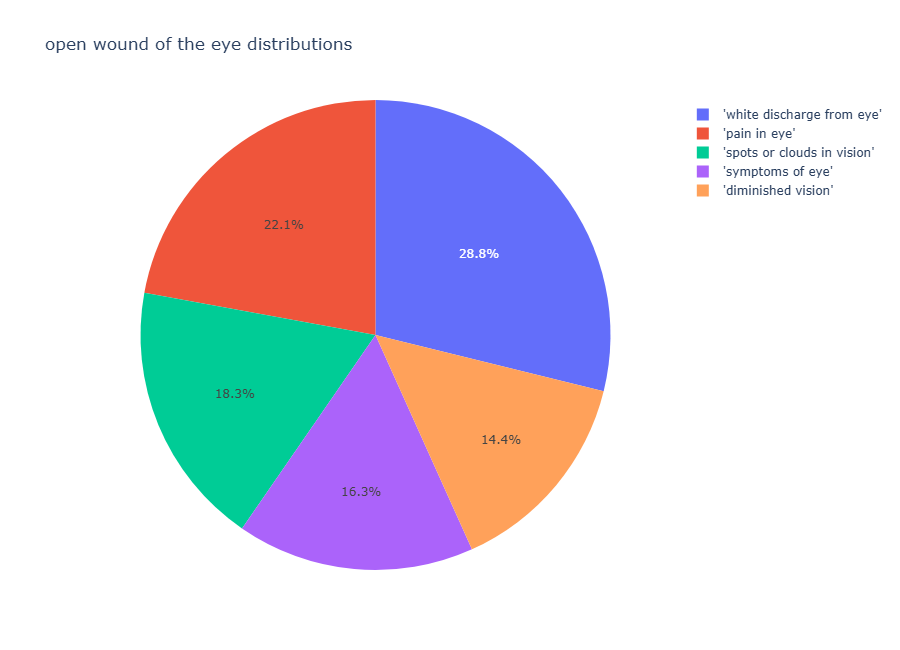 open wound of the eye distributions
'white discharge from eye'
'pain in eye'
'spots or clouds in vision'
'symptoms of eye'
'diminished vision'
22.1%
28.8%
18.3%
14.4%
16.3%